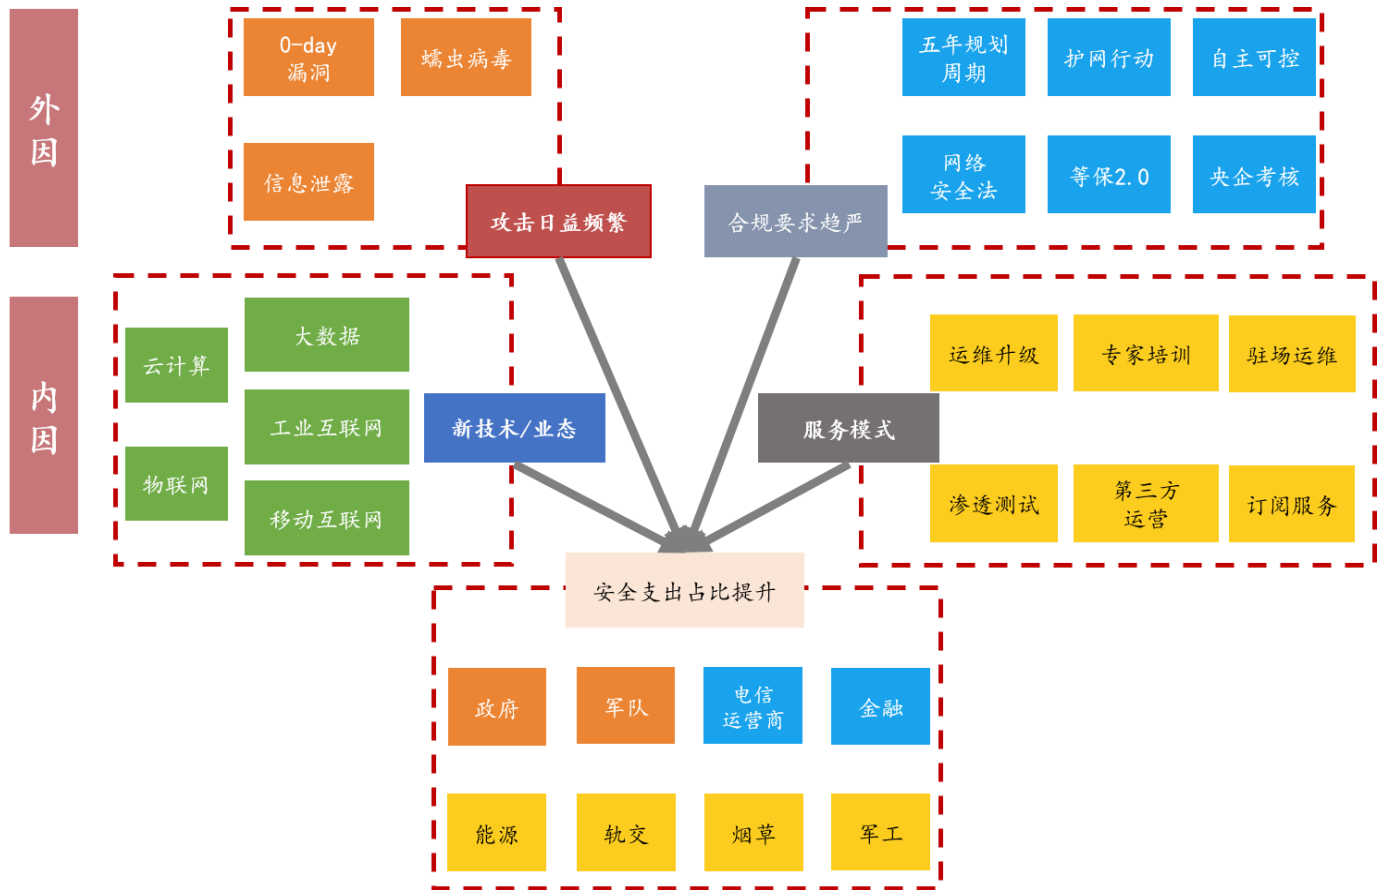 外
因
0-day
漏洞
蠕虫病毒
信息泄露
攻击日益频繁
五年规划
周期
护网行动
自主可控
网络
安全法
等保2.0
央企考核
合规要求趋严
内
因
云计算
大数据
工业互联网
物联网
移动互联网
新技术/业态
运维升级
专家培训
驻场运维
服务模式
渗透测试
第三方
运营
订阅服务
安全支出占比提升
政府
军队
电信
运营商
金融
能源
轨交
烟草
军工